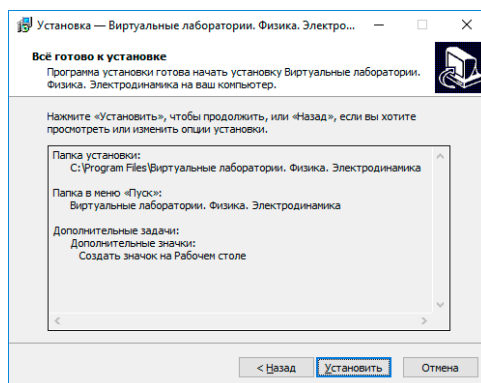 Установка — Виртуальные лаборатории. Физика. Электро...
Всё готово к установке
Программа установки готова начать установку Виртуальные лаборатории.
Физика. Электродинамика на ваш компьютер.
Нажмите «Установить», чтобы продолжить, или «Назад», если вы хотите
просмотреть или изменить опции установки.
Папка установки:
C:\Program Files\Виртуальные лаборатории. Физика. Электродинамика
Папка в меню «Пуск»:
Виртуальные лаборатории. Физика. Электродинамика
Дополнительные задачи:
Дополнительные значки:
Создать значок на Рабочем столе
< Назад Установить Отмена